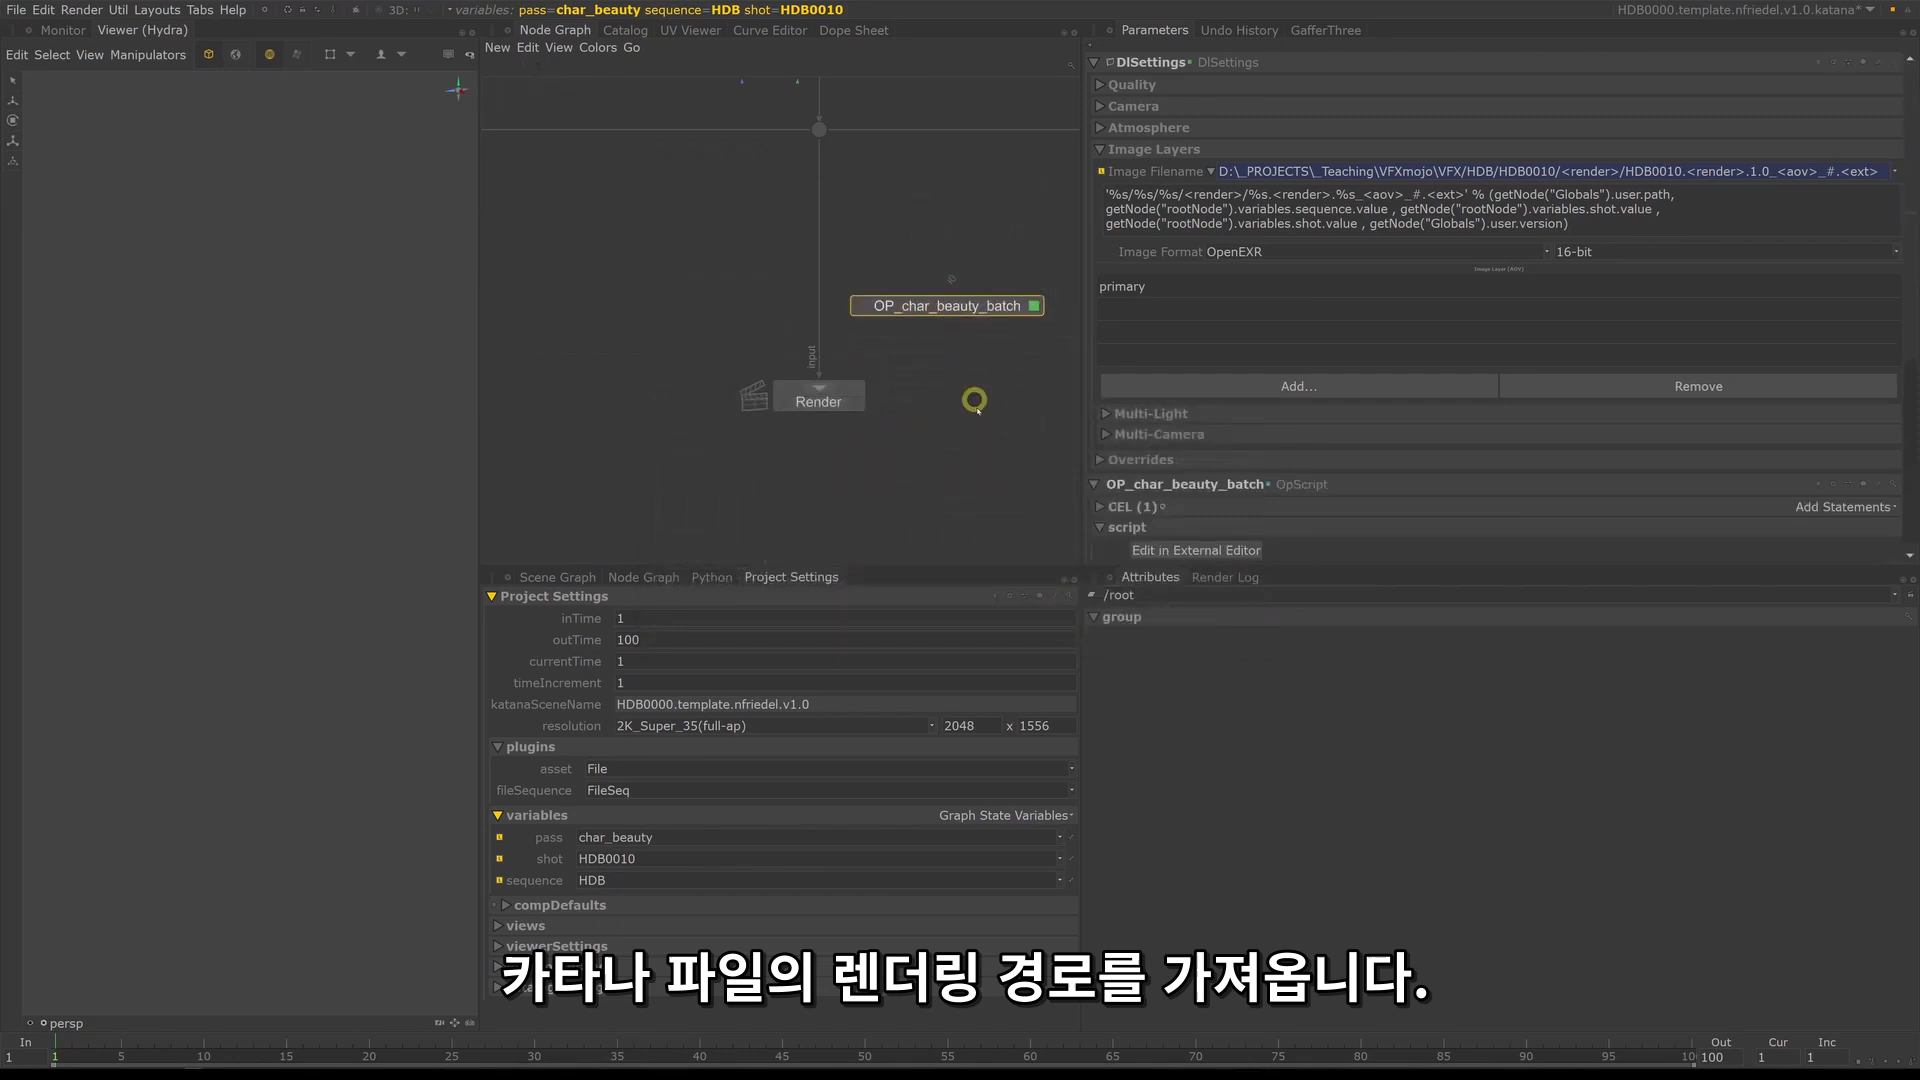 File Edit Render Util Layouts Tabs Help
3D:
variables: pass=char_beauty sequence=HDB shot=HDB0010
HDB0000.template.nfriedel.v1.0.katana*
Monitor Viewer (Hydra)
Edit Select View Manipulators
persp
Node Graph Catalog UV Viewer Curve Editor Dope Sheet
New Edit View Colors Go
OP_char_beauty_batch
input
Render
Parameters Undo History GafferThree
DlSettings DlSettings
Quality
Camera
Atmosphere
Image Layers
Image Filename D:\_PROJECTS\_Teaching\VFXmojo\VFX/HDB/HDB0010/<render>/HDB0010.<render>.1.0_<aov>_#.<ext>
'%s/%s/%s/<render>/%s.<render>.%s_<aov>_#.<ext>' % (getNode("Globals").user.path,
getNode("rootNode").variables.sequence.value , getNode("rootNode").variables.shot.value ,
getNode("rootNode").variables.shot.value , getNode("Globals").user.version)
Image Format OpenEXR 16-bit
Image Layer (AOV)
primary
Add... Remove
Multi-Light
Multi-Camera
Overrides
OP_char_beauty_batch OpScript
CEL (1) Add Statements
script
Edit in External Editor
Scene Graph Node Graph Python Project Settings
Project Settings
inTime 1
outTime 100
currentTime 1
timeIncrement 1
katanaSceneName HDB0000.template.nfriedel.v1.0
resolution 2K_Super_35(full-ap) 2048 x 1556
plugins
asset File
fileSequence FileSeq
variables Graph State Variables
pass char_beauty
shot HDB0010
sequence HDB
compDefaults
views
viewerSettings
Attributes Render Log
/root
group
카타나 파일의 렌더링 경로를 가져옵니다.
In Out Cur Inc
1 1 5 10 15 20 25 30 35 40 45 50 55 60 65 70 75 80 85 90 95 100 1 1